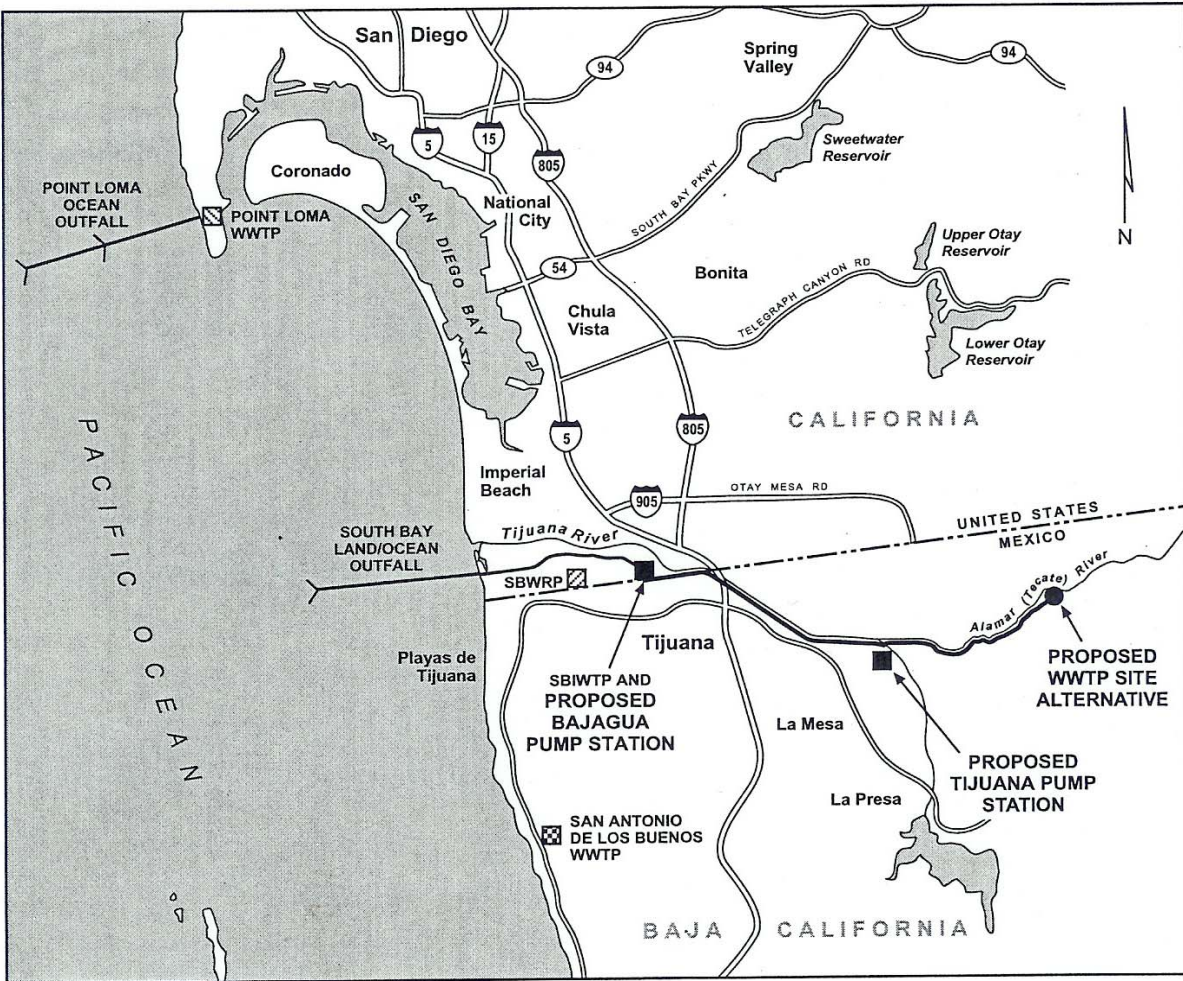 San Diego
94
Spring
Valley
94
Sweetwater
Reservoir
5
15
805
Coronado
POINT LOMA
OCEAN
OUTFALL
POINT LOMA
WWTP
SAN DIEGO BAY
National
City
SOUTH BAY PKWY
N
Upper Otay
Reservoir
54
Bonita
TELEGRAPH CANYON RD
Chula
Vista
Lower Otay
Reservoir
CALIFORNIA
5
805
PACIFIC OCEAN
Imperial
Beach
905
OTAY MESA RD
UNITED STATES
MEXICO
SOUTH BAY
LAND/OCEAN
OUTFALL
Tijuana River
SBWRP
Alamar (Tecate) River
Playas de
Tijuana
Tijuana
SBIWTP AND
PROPOSED
BAJAGUA
PUMP STATION
PROPOSED
WWTP SITE
ALTERNATIVE
La Mesa
PROPOSED
TIJUANA PUMP
STATION
La Presa
SAN ANTONIO
DE LOS BUENOS
WWTP
BAJA CALIFORNIA